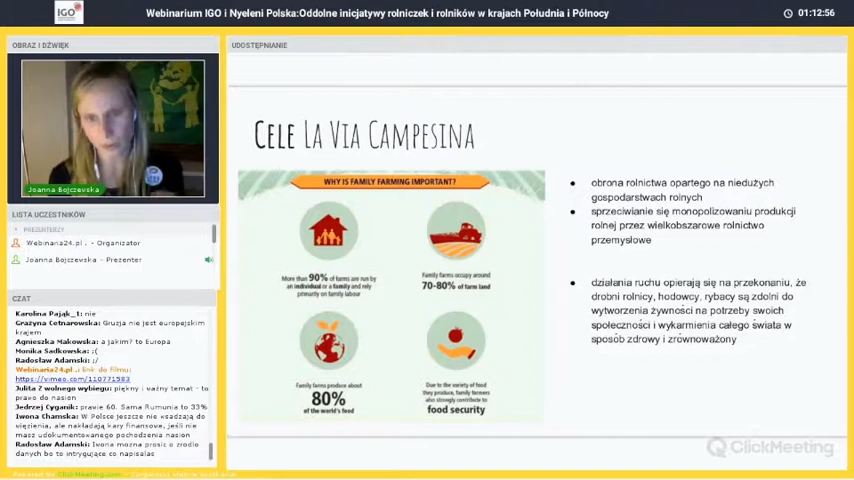 IGO
Webinarium IGO i Nyeleni Polska:Oddolne inicjatywy rolniczek i rolników w krajach Południa i Północy
01:12:56
OBRAZ I DŹWIĘK
Joanna Bojczevska
LISTA UCZESTNIKÓW
PREZENTERZY
Webinaria24.pl . - Organizator
Joanna Bojczevska - Prezenter
CZAT
Karolina Pająk_1: nie
Grażyna Cetnarowska: Gruzja nie jest europejskim
krajem
Agnieszka Makowska: a jakim? to Europa
Monika Sadkowska: ;(
Radosław Adamski: ;/
Webinaria24.pl .: link do filmu:
https://vimeo.com/110771583
Julita Z wolnego wybiegu: piękny i ważny temat - to
prawo do nasion
Jedrzej Cyganik: prawie 60. Sama Rumunia to 33%
Iwona Chamska: W Polsce jeszcze nie wsadzają do
więzienia, ale nakładają kary finansowe, jeśli nie
masz udokumentowanego pochodzenia nasion
Radosław Adamski: Iwona można prosic o zrodlo
danych bo to intrygujące co napisalas
UDOSTĘPNIANIE
Cele La Via Campesina
WHY IS FAMILY FARMING IMPORTANT?
More than 90% of farms are run by
an individual or a family and rely
primarily on family labour
Family farms occupy around
70-80% of farm land
Family farms produce about
80%
of the world's food
Due to the variety of food
they produce, family farmers
also strongly contribute to
food security
obrona rolnictwa opartego na niedużych
gospodarstwach rolnych
sprzeciwianie się monopolizowaniu produkcji
rolnej przez wielkobszarowe rolnictwo
przemysłowe
działania ruchu opierają się na przekonaniu, że
drobni rolnicy, hodowcy, rybacy są zdolni do
wytworzenia żywności na potrzeby swoich
społeczności i wykarmienia całego świata w
sposób zdrowy i zrównoważony
ClickMeeting